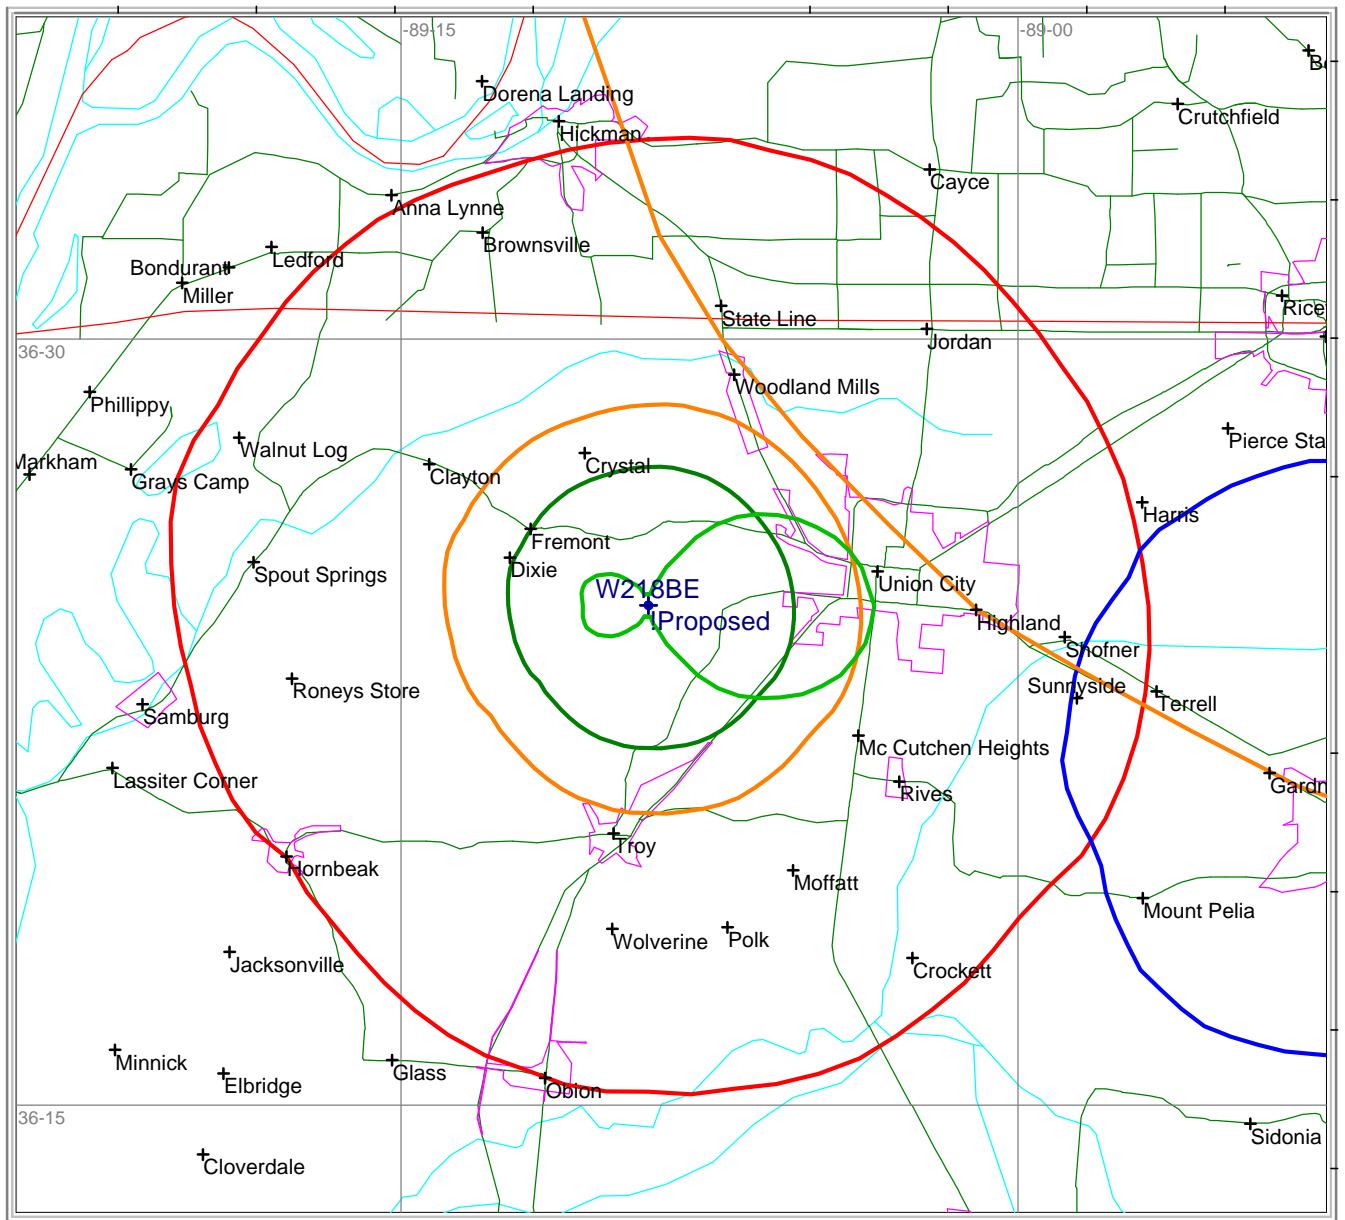 -89-15
-89-00
Dorena Landing
Hickman
Crutchfield
Cayce
Anna Lynne
Brownsville
Ledford
Bondurant
Miller
Rice
State Line
Jordan
36-30
Woodland Mills
Phillippy
Pierce Sta
Walnut Log
Crystal
Markham
Grays Camp
Clayton
Harris
Fremont
Dixie
Spout Springs
Union City
W218BE
!Proposed
Highland
Shofner
Roneys Store
Sunnyside
Terrell
Samburg
Mc Cutchen Heights
Lassiter Corner
Rives
Gardn
Troy
Hornbeak
Moffatt
Mount Pelia
Wolverine
Polk
Jacksonville
Crockett
Minnick
Glass
Elbridge
Obion
36-15
Sidonia
Cloverdale